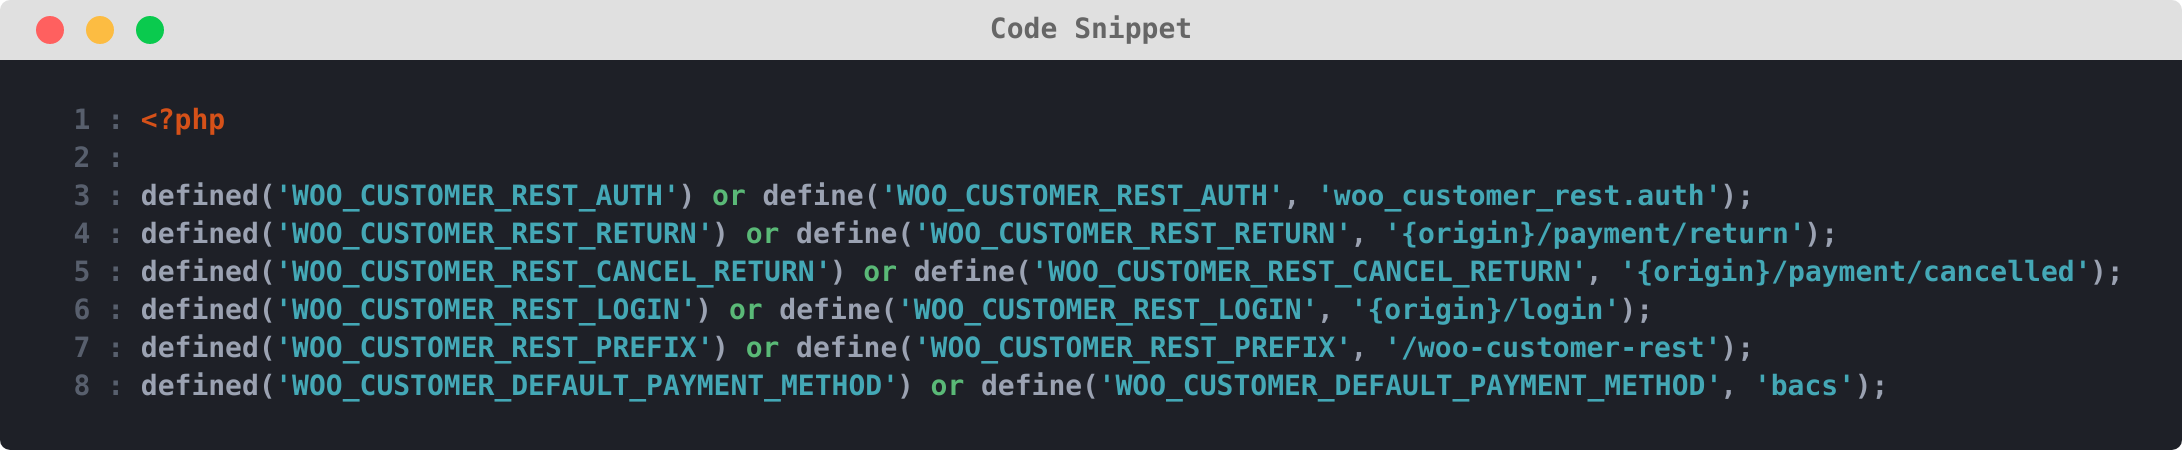 Code Snippet
1 : <?php
2 :
3 : defined('WOO_CUSTOMER_REST_AUTH') or define('WOO_CUSTOMER_REST_AUTH', 'woo_customer_rest.auth');
4 : defined('WOO_CUSTOMER_REST_RETURN') or define('WOO_CUSTOMER_REST_RETURN', '{origin}/payment/return');
5 : defined('WOO_CUSTOMER_REST_CANCEL_RETURN') or define('WOO_CUSTOMER_REST_CANCEL_RETURN', '{origin}/payment/cancelled');
6 : defined('WOO_CUSTOMER_REST_LOGIN') or define('WOO_CUSTOMER_REST_LOGIN', '{origin}/login');
7 : defined('WOO_CUSTOMER_REST_PREFIX') or define('WOO_CUSTOMER_REST_PREFIX', '/woo-customer-rest');
8 : defined('WOO_CUSTOMER_DEFAULT_PAYMENT_METHOD') or define('WOO_CUSTOMER_DEFAULT_PAYMENT_METHOD', 'bacs');